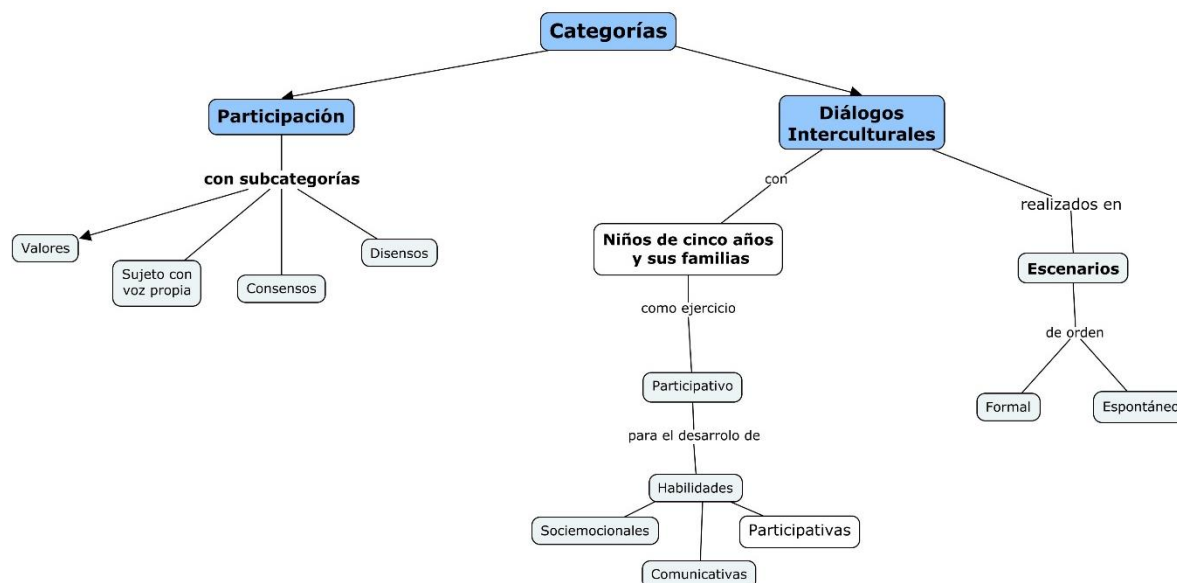 Categorías
Participación
Diálogos
Interculturales
con subcategorías
con
realizados en
Valores
Sujeto con
voz propia
Consensos
Disensos
Niños de cinco años
y sus familias
Escenarios
como ejercicio
de orden
Participativo
Formal
Espontáneo
para el desarrolo de
Habilidades
Sociemocionales
Participativas
Comunicativas